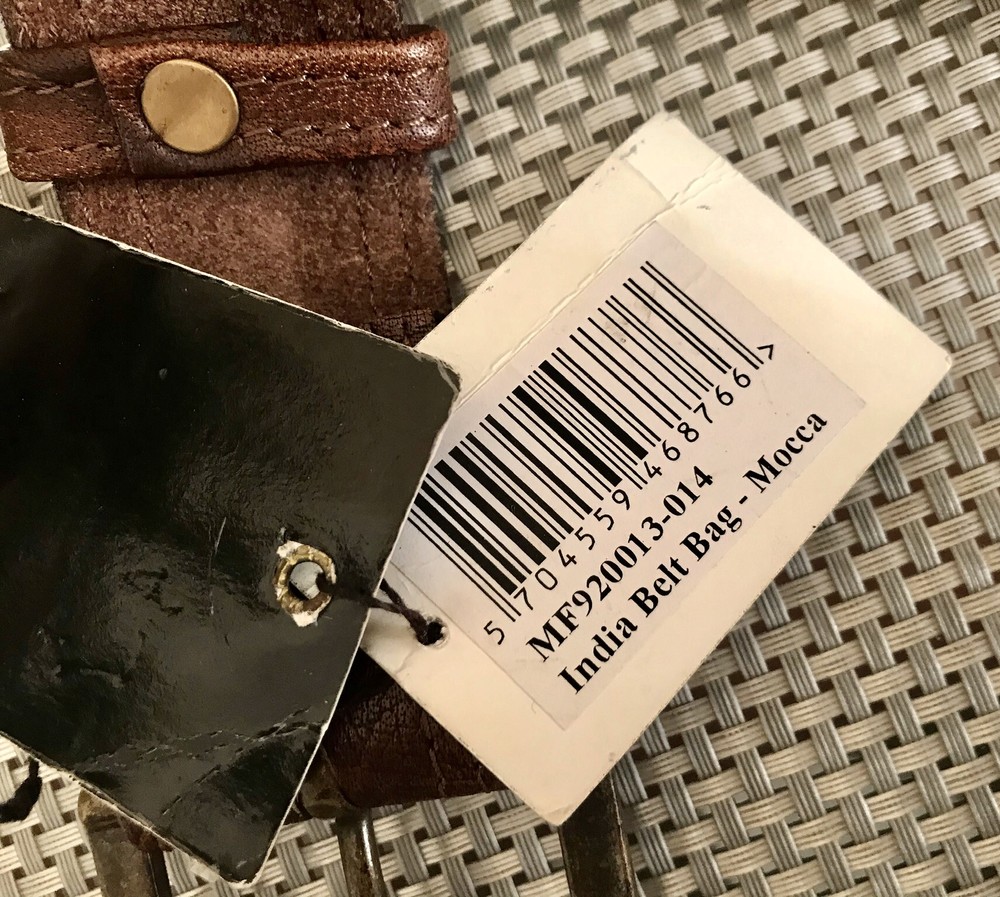 5 704559 468766 >
MF920013-014
India Belt Bag - Mocca